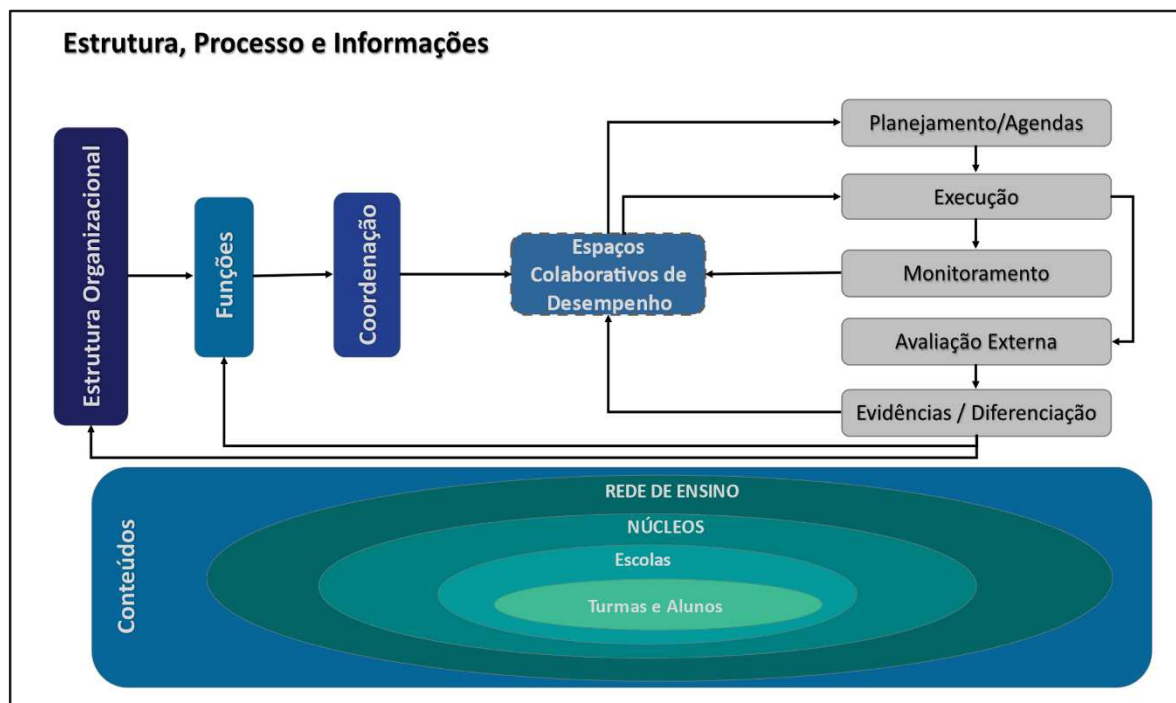 Estrutura, Processo e Informações
Estrutura Organizacional
Funções
Coordenação
Espaços
Colaborativos de
Desempenho
Planejamento/Agendas
Execução
Monitoramento
Avaliação Externa
Evidências / Diferenciação
Conteúdos
REDE DE ENSINO
NÚCLEOS
Escolas
Turmas e Alunos